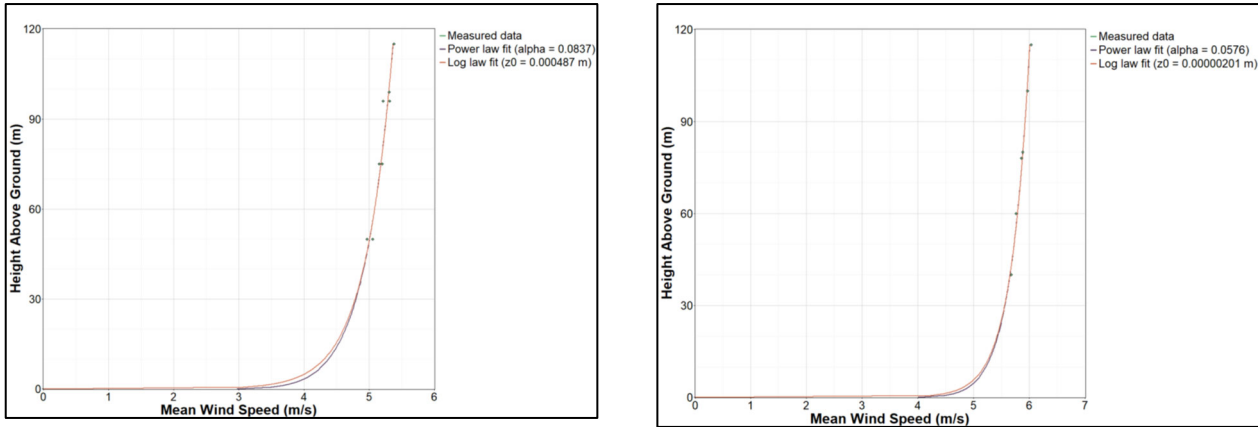 120
90
60
30
0
Height Above Ground (m)
0 1 2 3 4 5 6
Mean Wind Speed (m/s)
Measured data
Power law fit (alpha = 0.0837)
Log law fit (z0 = 0.000487 m)
120
90
60
30
0
Height Above Ground (m)
0 1 2 3 4 5 6 7
Mean Wind Speed (m/s)
Measured data
Power law fit (alpha = 0.0576)
Log law fit (z0 = 0.00000201 m)